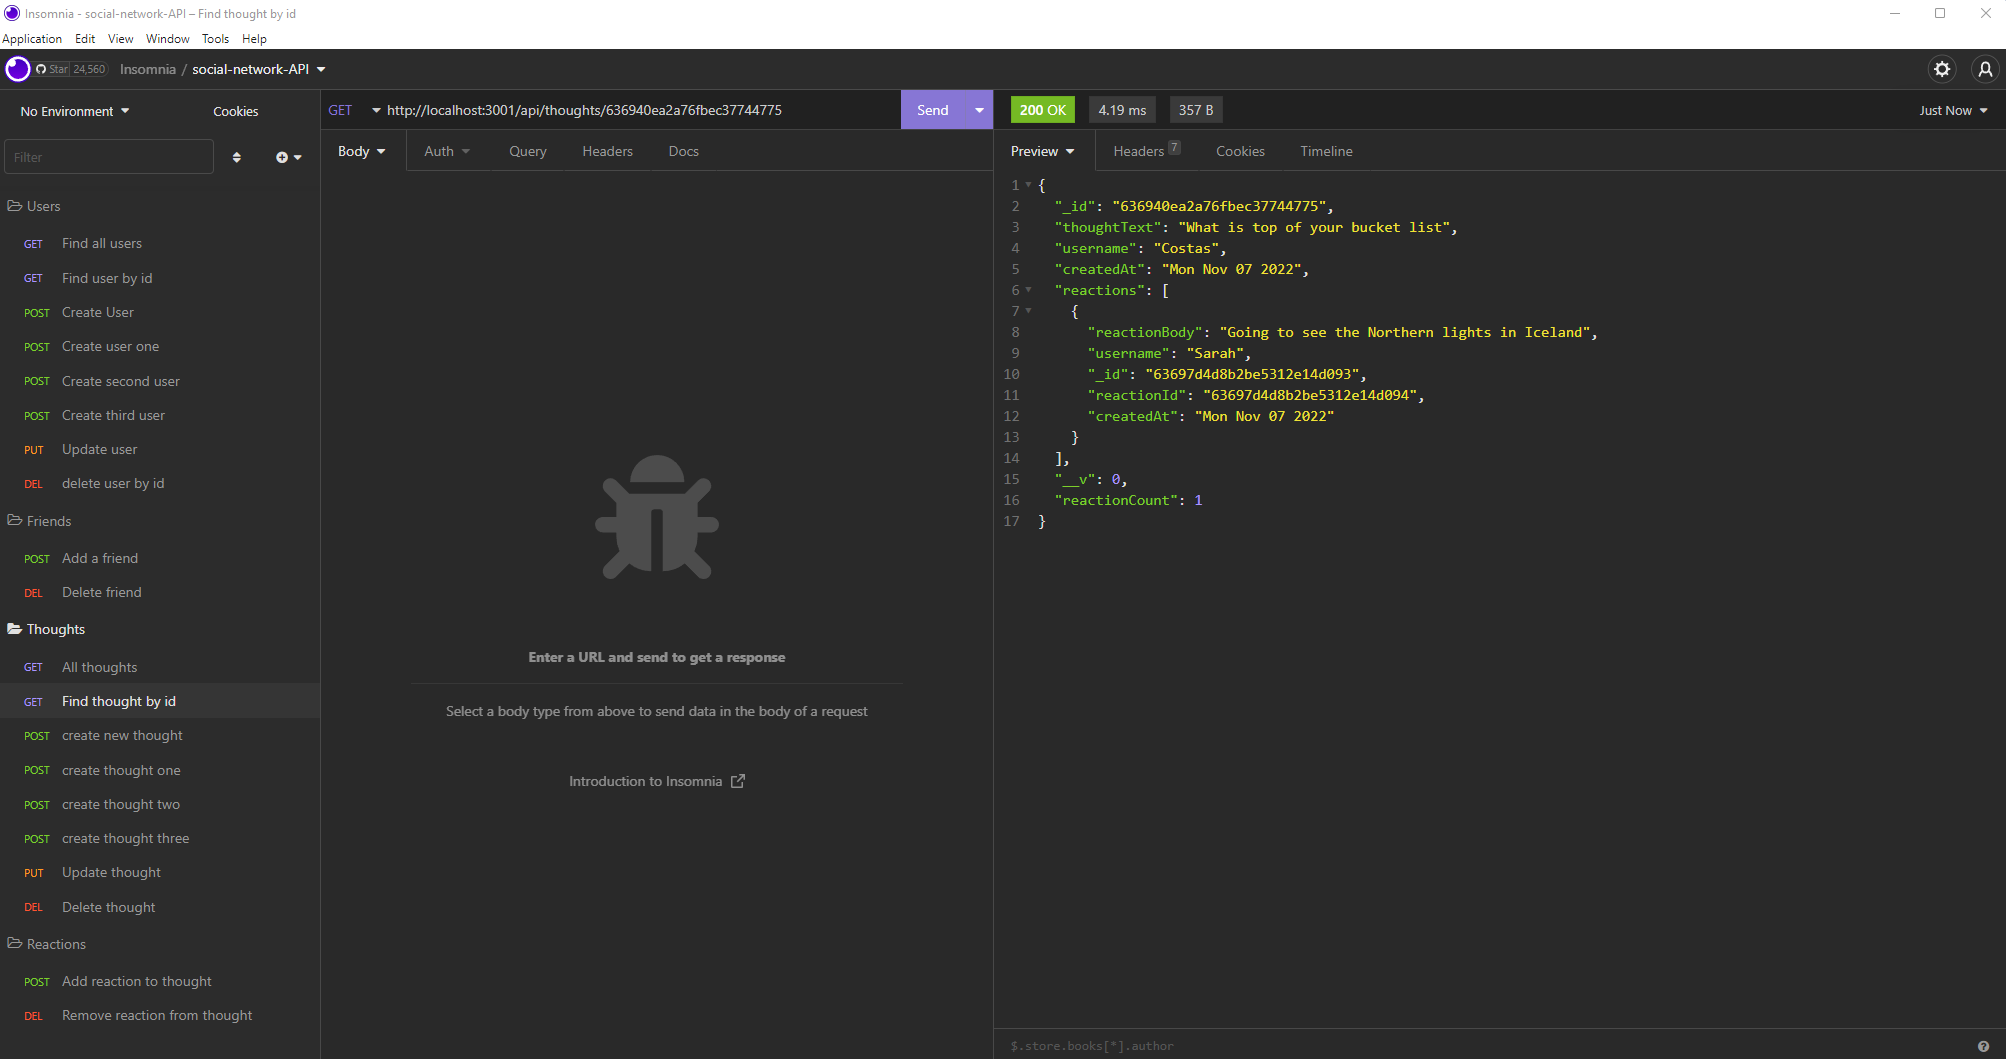 Insomnia - social-network-API – Find thought by id
Application Edit View Window Tools Help
Star 24,560 Insomnia / social-network-API
No Environment Cookies
GET http://localhost:3001/api/thoughts/636940ea2a76fbec37744775 Send
200 OK 4.19 ms 357 B Just Now
Filter
Body Auth Query Headers Docs
Preview Headers 7 Cookies Timeline
Users
GET Find all users
GET Find user by id
POST Create User
POST Create user one
POST Create second user
POST Create third user
PUT Update user
DEL delete user by id
Friends
POST Add a friend
DEL Delete friend
Thoughts
GET All thoughts
GET Find thought by id
POST create new thought
POST create thought one
POST create thought two
POST create thought three
PUT Update thought
DEL Delete thought
Reactions
POST Add reaction to thought
DEL Remove reaction from thought
Enter a URL and send to get a response
Select a body type from above to send data in the body of a request
Introduction to Insomnia
1 {
2 "_id": "636940ea2a76fbec37744775",
3 "thoughtText": "What is top of your bucket list",
4 "username": "Costas",
5 "createdAt": "Mon Nov 07 2022",
6 "reactions": [
7 {
8 "reactionBody": "Going to see the Northern lights in Iceland",
9 "username": "Sarah",
10 "_id": "63697d4d8b2be5312e14d093",
11 "reactionId": "63697d4d8b2be5312e14d094",
12 "createdAt": "Mon Nov 07 2022"
13 }
14 ],
15 "__v": 0,
16 "reactionCount": 1
17 }
$.store.books[*].author